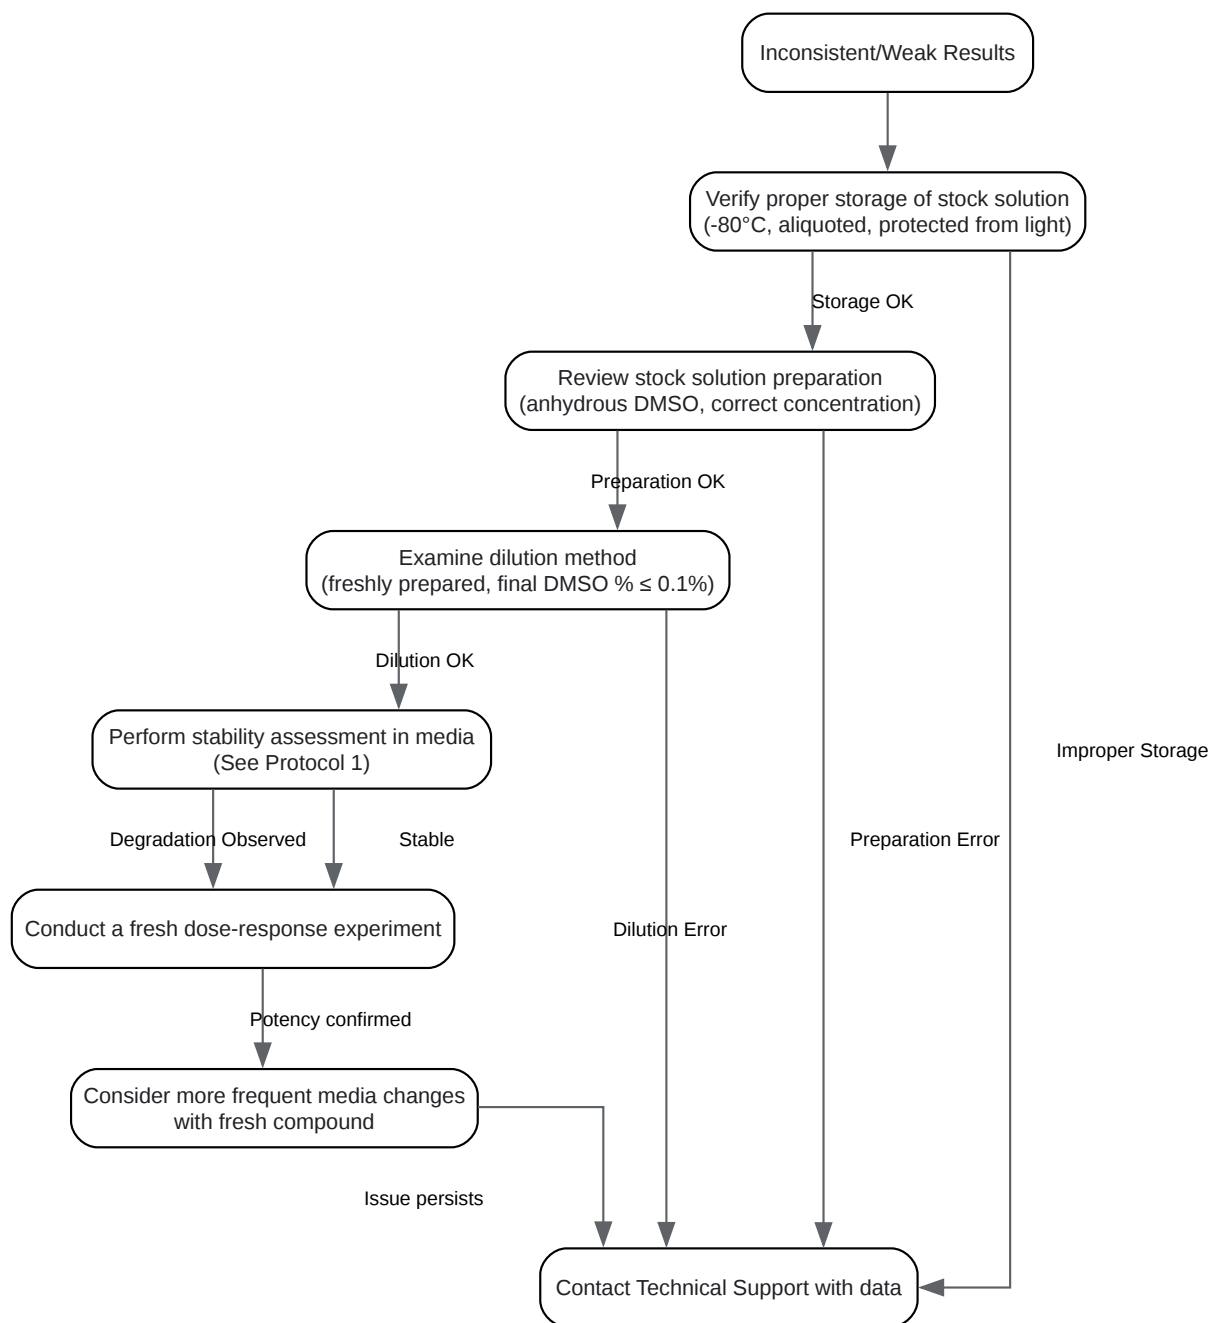 Inconsistent/Weak Results
Verify proper storage of stock solution
(-80°C, aliquoted, protected from light)
Storage OK
Review stock solution preparation
(anhydrous DMSO, correct concentration)
Preparation OK
Examine dilution method
(freshly prepared, final DMSO % ≤ 0.1%)
Dilution OK
Perform stability assessment in media
(See Protocol 1)
Improper Storage
Degradation Observed
Stable
Preparation Error
Conduct a fresh dose-response experiment
Dilution Error
Potency confirmed
Consider more frequent media changes
with fresh compound
Issue persists
Contact Technical Support with data